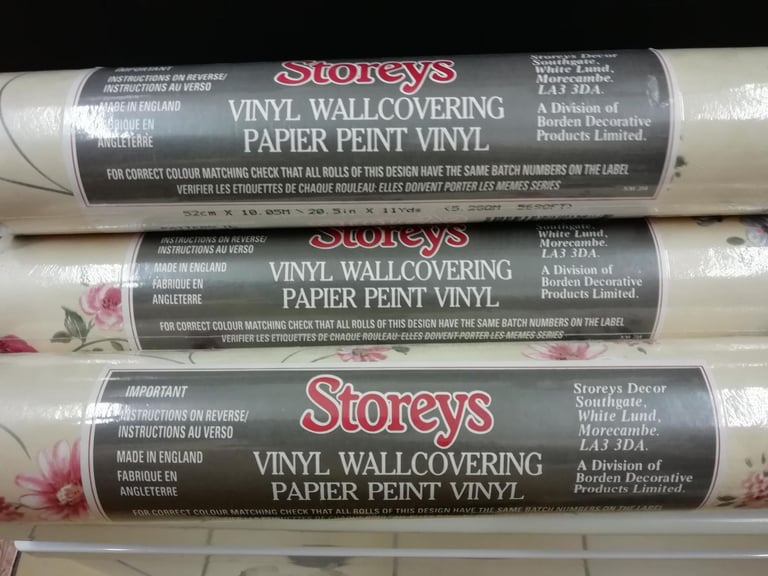 IMPORTANT
INSTRUCTIONS ON REVERSE/
INSTRUCTIONS AU VERSO
MADE IN ENGLAND
FABRIQUE EN
ANGLETERRE
Storeys
VINYL WALLCOVERING
PAPIER PEINT VINYL
Storeys Decor
Southgate,
White Lund,
Morecambe.
LA3 3DA.
A Division of
Borden Decorative
Products Limited.
FOR CORRECT COLOUR MATCHING CHECK THAT ALL ROLLS OF THIS DESIGN HAVE THE SAME BATCH NUMBERS ON THE LABEL
VERIFIER LES ETIQUETTES DE CHAQUE ROULEAU: ELLES DOIVENT PORTER LES MEMES SERIES
52cm X 10.05M \ 20.5in X 11Yds
INSTRUCTIONS ON REVERSE/
INSTRUCTIONS AU VERSO
MADE IN ENGLAND
FABRIQUE EN
ANGLETERRE
Storeys
VINYL WALLCOVERING
PAPIER PEINT VINYL
Southgate,
White Lund,
Morecambe.
LA3 3DA.
A Division of
Borden Decorative
Products Limited.
FOR CORRECT COLOUR MATCHING CHECK THAT ALL ROLLS OF THIS DESIGN HAVE THE SAME BATCH NUMBERS ON THE LABEL
VERIFIER LES ETIQUETTES DE CHAQUE ROULEAU: ELLES DOIVENT PORTER LES MEMES SERIES
IMPORTANT
INSTRUCTIONS ON REVERSE/
INSTRUCTIONS AU VERSO
MADE IN ENGLAND
FABRIQUE EN
ANGLETERRE
Storeys
VINYL WALLCOVERING
PAPIER PEINT VINYL
Storeys Decor
Southgate,
White Lund,
Morecambe.
LA3 3DA.
A Division of
Borden Decorative
Products Limited.
FOR CORRECT COLOUR MATCHING CHECK THAT ALL ROLLS OF THIS DESIGN HAVE THE SAME BATCH NUMBERS ON THE LABEL